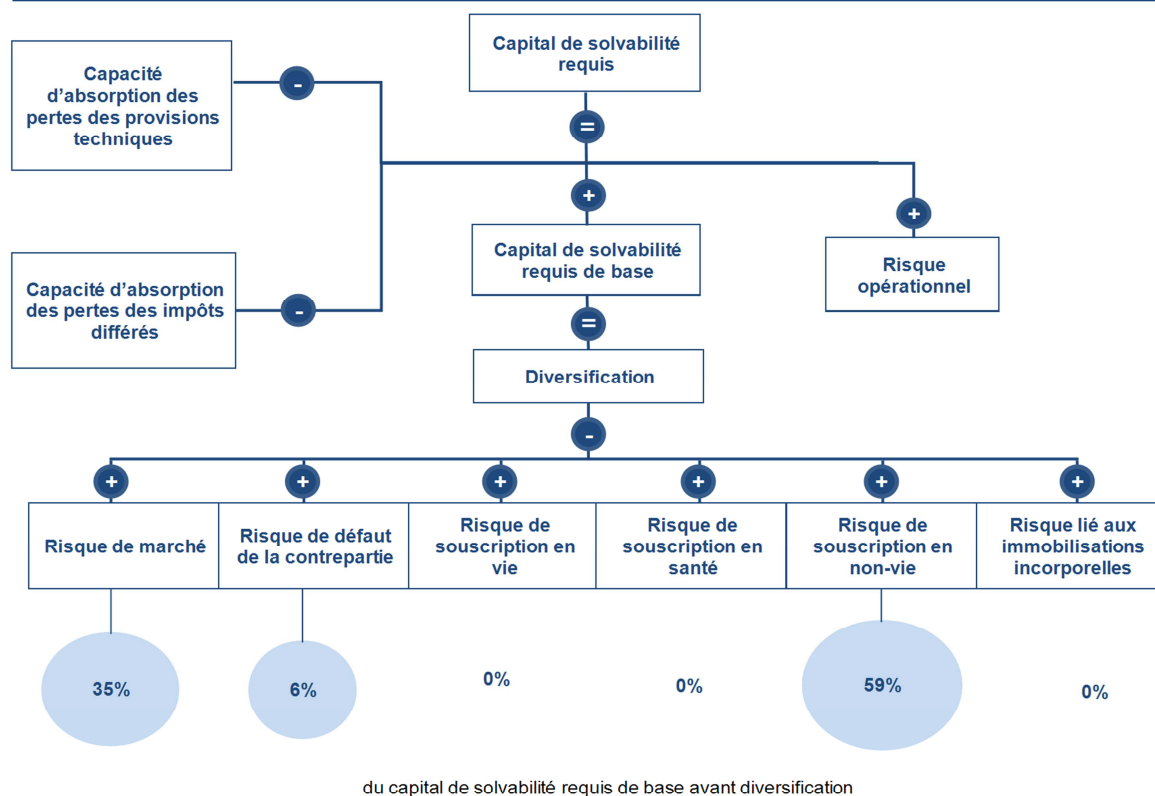 Capital de solvabilité
requis
Capacité
d'absorption des
pertes des provisions
techniques
-
=
+
+
Capital de solvabilité
requis de base
Risque
opérationnel
Capacité d'absorption
des pertes des impôts
différés
-
=
Diversification
-
+
+
+
+
+
+
Risque de marché
Risque de défaut
de la contrepartie
Risque de
souscription en
vie
Risque de
souscription en
santé
Risque de
souscription en
non-vie
Risque lié aux
immobilisations
incorporelles
35%
6%
0%
0%
59%
0%
du capital de solvabilité requis de base avant diversification